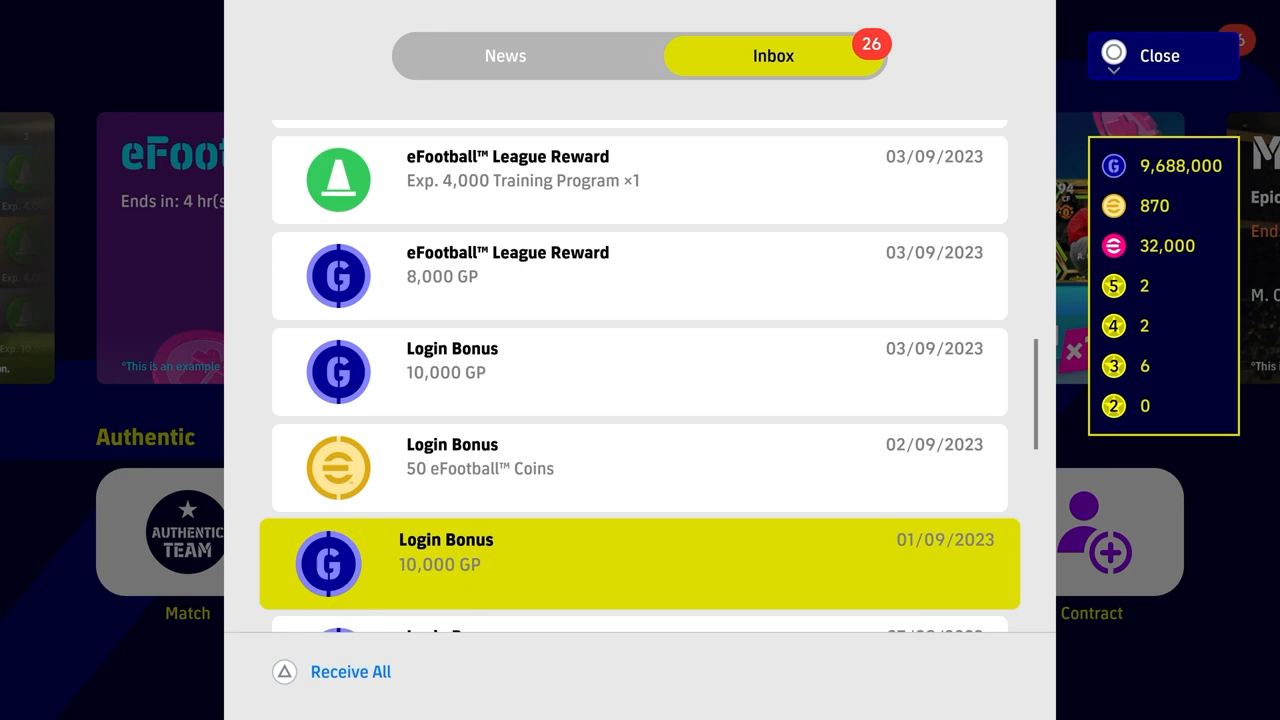 News
Inbox
26
Close
eFootball™ League Reward
03/09/2023
Exp. 4,000 Training Program ×1
eFootball™ League Reward
03/09/2023
8,000 GP
Login Bonus
03/09/2023
10,000 GP
Login Bonus
02/09/2023
50 eFootball™ Coins
Login Bonus
01/09/2023
10,000 GP
Receive All
G 9,688,000
870
32,000
5 2
4 2
3 6
2 0
eFoot
Ends in: 4 hr(s
*This is an example
Authentic
AUTHENTIC
TEAM
Match
Contract
94
CF
Epic
End
M. C
*This i